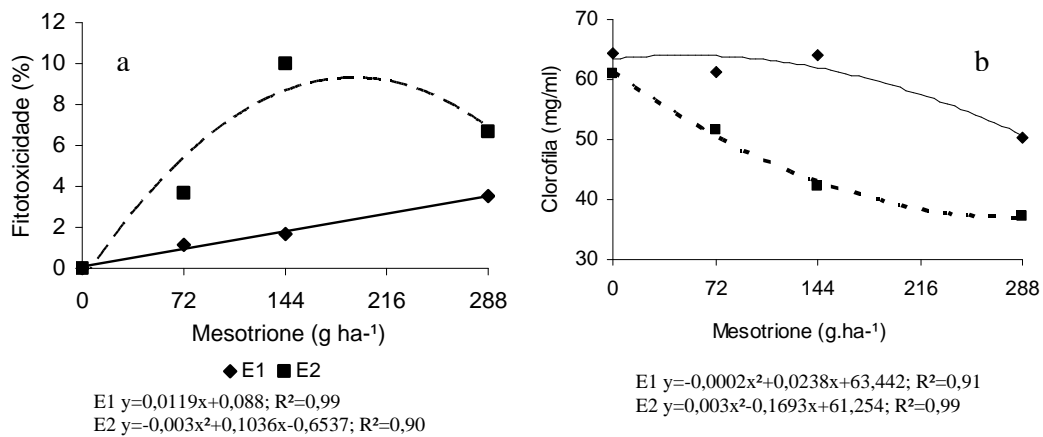 a
Fitotoxicidade (%)
12
10
8
6
4
2
0
0 72 144 216 288
Mesotrione (g ha-¹)
◆ E1 ■ E2
E1 y=0,0119x+0,088; R²=0,99
E2 y=-0,003x²+0,1036x-0,6537; R²=0,90
b
Clorofila (mg/ml)
70
60
50
40
30
0 72 144 216 288
Mesotrione (g.ha-¹)
E1 y=-0,0002x²+0,0238x+63,442; R²=0,91
E2 y=0,003x²-0,1693x+61,254; R²=0,99